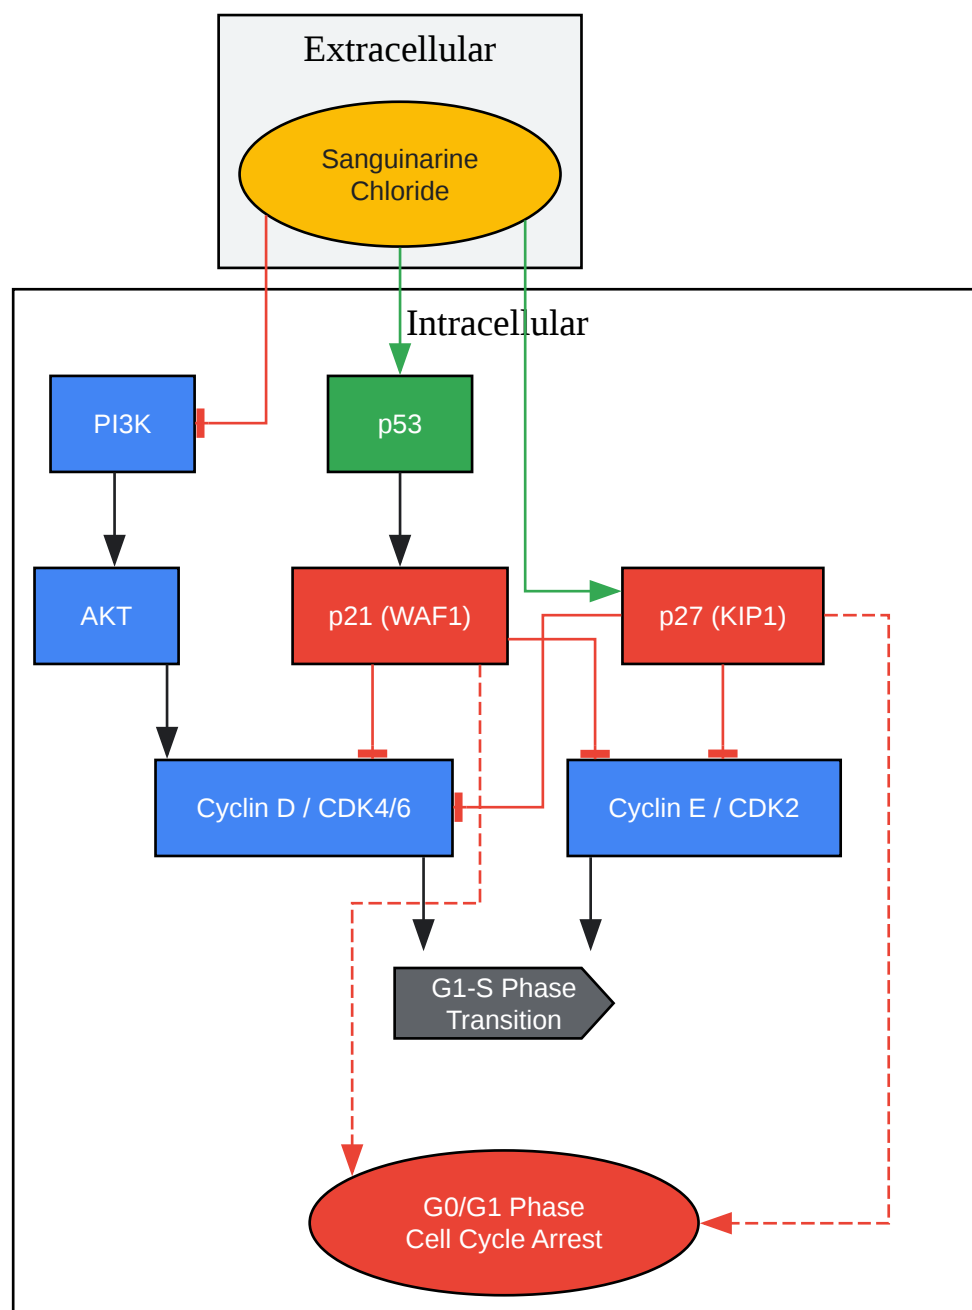 Extracellular
Sanguinarine
Chloride
Intracellular
PI3K
p53
AKT
p21 (WAF1)
p27 (KIP1)
Cyclin D / CDK4/6
Cyclin E / CDK2
G1-S Phase
Transition
G0/G1 Phase
Cell Cycle Arrest